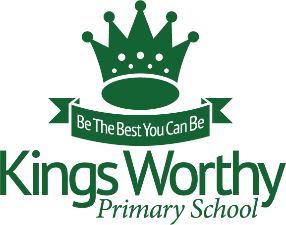 Be The Best You Can Be
Kings Worthy
Primary School